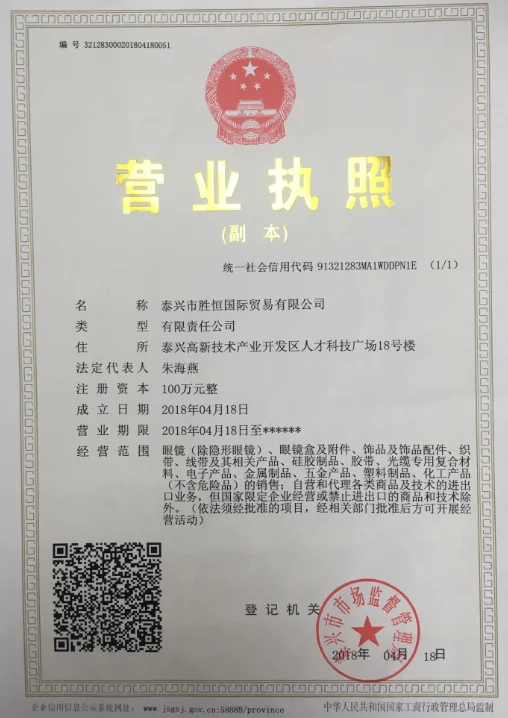 编 号 321283000201804180051
营业执照
(副 本)
统一社会信用代码 91321283MA1WDDPN1E (1/1)
名 称 泰兴市胜恒国际贸易有限公司
类 型 有限责任公司
住 所 泰兴高新技术产业开发区人才科技广场18号楼
法定代表人 朱海燕
注册资本 100万元整
成立日期 2018年04月18日
营业期限 2018年04月18日至******
经营范围 眼镜（除隐形眼镜）、眼镜盒及附件、饰品及饰品配件、织
带、线带及其相关产品、硅胶制品、胶带、光缆专用复合材
料、电子产品、金属制品、五金产品、塑料制品、化工产品
（不含危险品）的销售；自营和代理各类商品及技术的进出
口业务，但国家限定企业经营或禁止进出口的商品和技术除
外。（依法须经批准的项目，经相关部门批准后方可开展经
营活动）
登记机关
泰兴市市场监督管理局
2018年 04月 18日
企业信用信息公示系统网址： www.jsgsj.gov.cn:58888/province
中华人民共和国国家工商行政管理总局监制